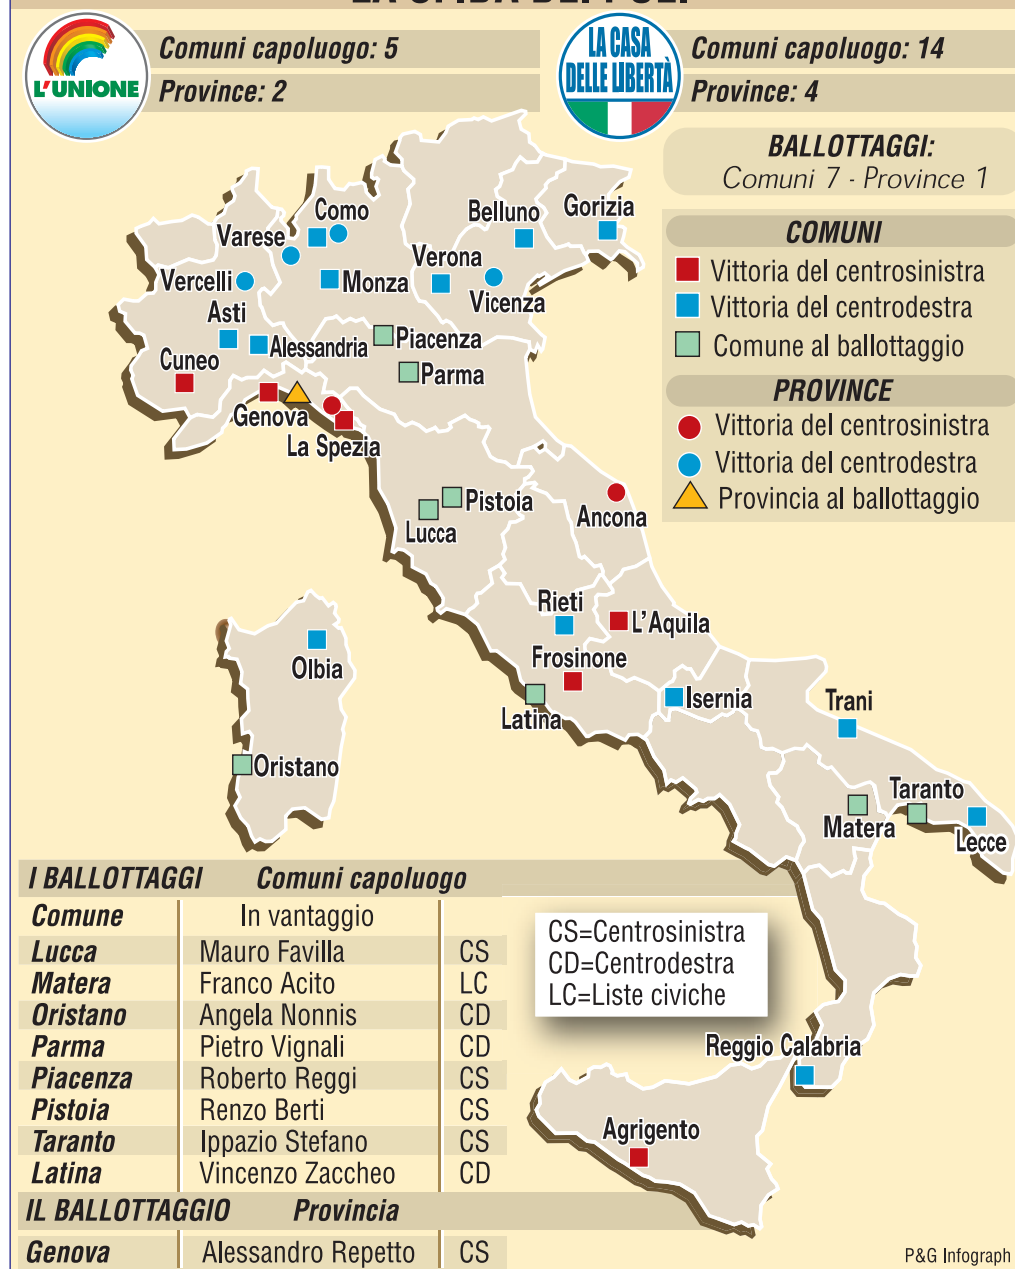 L'UNIONE
Comuni capoluogo: 5
Province: 2
LA CASA
DELLE LIBERTÀ
Comuni capoluogo: 14
Province: 4
BALLOTTAGGI:
Comuni 7 - Province 1
COMUNI
Vittoria del centrosinistra
Vittoria del centrodestra
Comune al ballottaggio
PROVINCE
Vittoria del centrosinistra
Vittoria del centrodestra
Provincia al ballottaggio
Como
Belluno
Gorizia
Varese
Verona
Vercelli
Monza
Vicenza
Asti
Alessandria
Piacenza
Cuneo
Parma
Genova
La Spezia
Pistoia
Lucca
Ancona
Rieti
L'Aquila
Olbia
Frosinone
Isernia
Latina
Trani
Oristano
Taranto
Matera
Lecce
Reggio Calabria
Agrigento
I BALLOTTAGGI Comuni capoluogo
Comune In vantaggio
Lucca Mauro Favilla CS
Matera Franco Acito LC
Oristano Angela Nonnis CD
Parma Pietro Vignali CD
Piacenza Roberto Reggi CS
Pistoia Renzo Berti CS
Taranto Ippazio Stefano CS
Latina Vincenzo Zaccheo CD
IL BALLOTTAGGIO Provincia
Genova Alessandro Repetto CS
CS=Centrosinistra
CD=Centrodestra
LC=Liste civiche
P&G Infograph